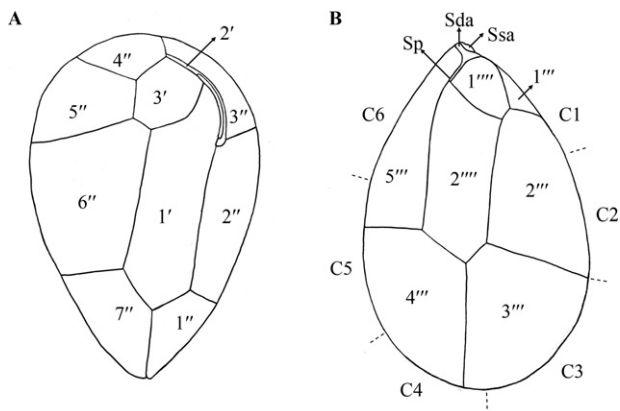 A
2′
4″
3′
3″
5″
6″
1′
2″
7″
1″
B
Sda
Ssa
Sp
1‴′
1‴
C6
C1
5‴
2‴′
2‴
C2
C5
4‴
3‴
C4
C3